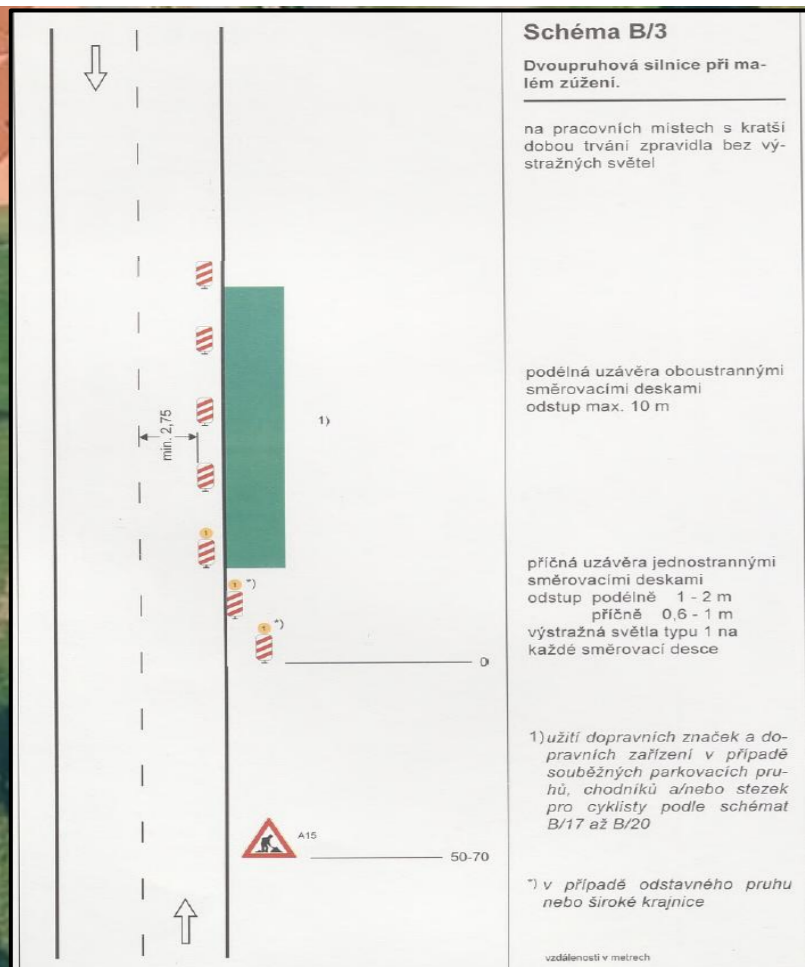 Schéma B/3
Dvoupruhová silnice při ma-
lém zúžení.
na pracovních místech s kratší
dobou trvání zpravidla bez vý-
stražných světel
min. 2,75
1)
podélná uzávěra oboustrannými
směrovacími deskami
odstup max. 10 m
1
1 *)
1 *)
0
příčná uzávěra jednostrannými
směrovacími deskami
odstup podélně 1 - 2 m
příčně 0,6 - 1 m
výstražná světla typu 1 na
každé směrovací desce
A15
50-70
1) užití dopravních značek a do-
pravních zařízení v případě
souběžných parkovacích pru-
hů, chodníků a/nebo stezek
pro cyklisty podle schémat
B/17 až B/20
*) v případě odstavného pruhu
nebo široké krajnice
vzdálenosti v metrech